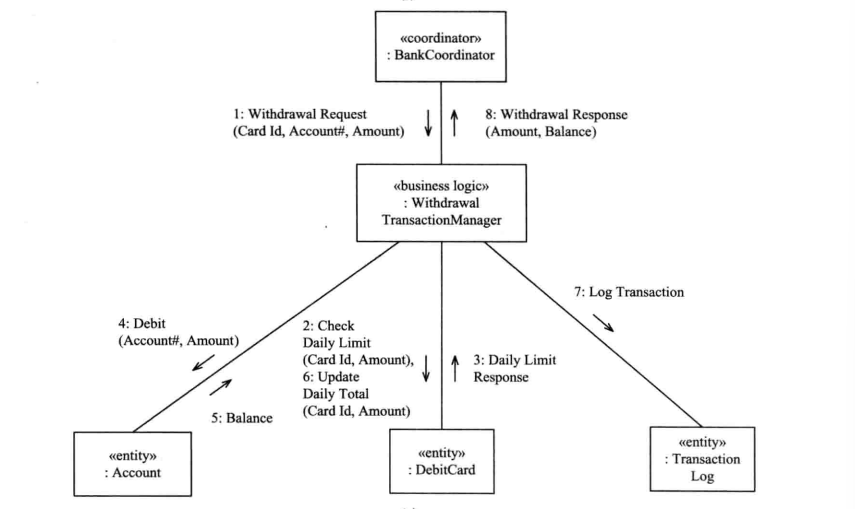 «coordinator»
: BankCoordinator
1: Withdrawal Request
(Card Id, Account#, Amount)
8: Withdrawal Response
(Amount, Balance)
«business logic»
: Withdrawal
TransactionManager
7: Log Transaction
4: Debit
(Account#, Amount)
2: Check
Daily Limit
(Card Id, Amount),
6: Update
Daily Total
(Card Id, Amount)
3: Daily Limit
Response
5: Balance
«entity»
: Account
«entity»
: DebitCard
«entity»
: Transaction
Log